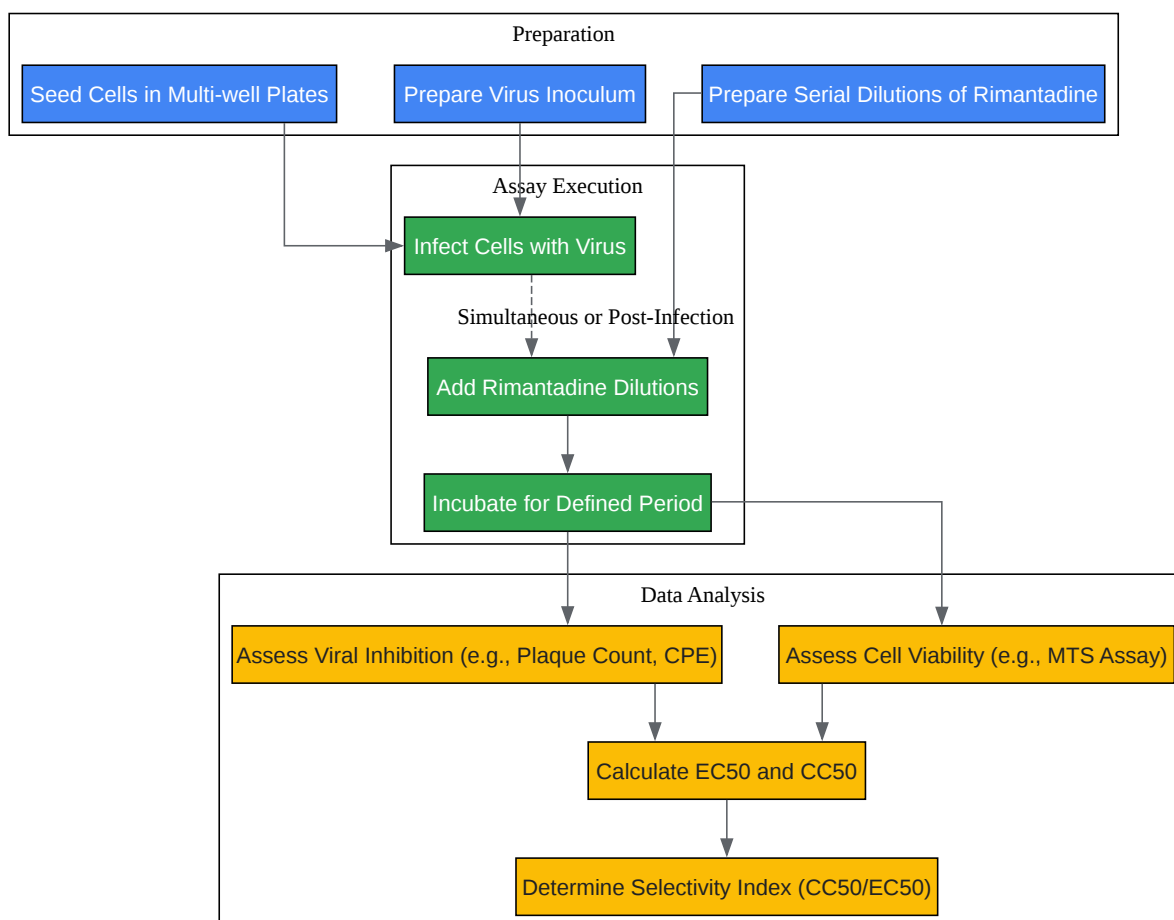 Preparation
Seed Cells in Multi-well Plates
Prepare Virus Inoculum
Prepare Serial Dilutions of Rimantadine
Assay Execution
Infect Cells with Virus
Simultaneous or Post-Infection
Add Rimantadine Dilutions
Incubate for Defined Period
Data Analysis
Assess Viral Inhibition (e.g., Plaque Count, CPE)
Assess Cell Viability (e.g., MTS Assay)
Calculate EC50 and CC50
Determine Selectivity Index (CC50/EC50)